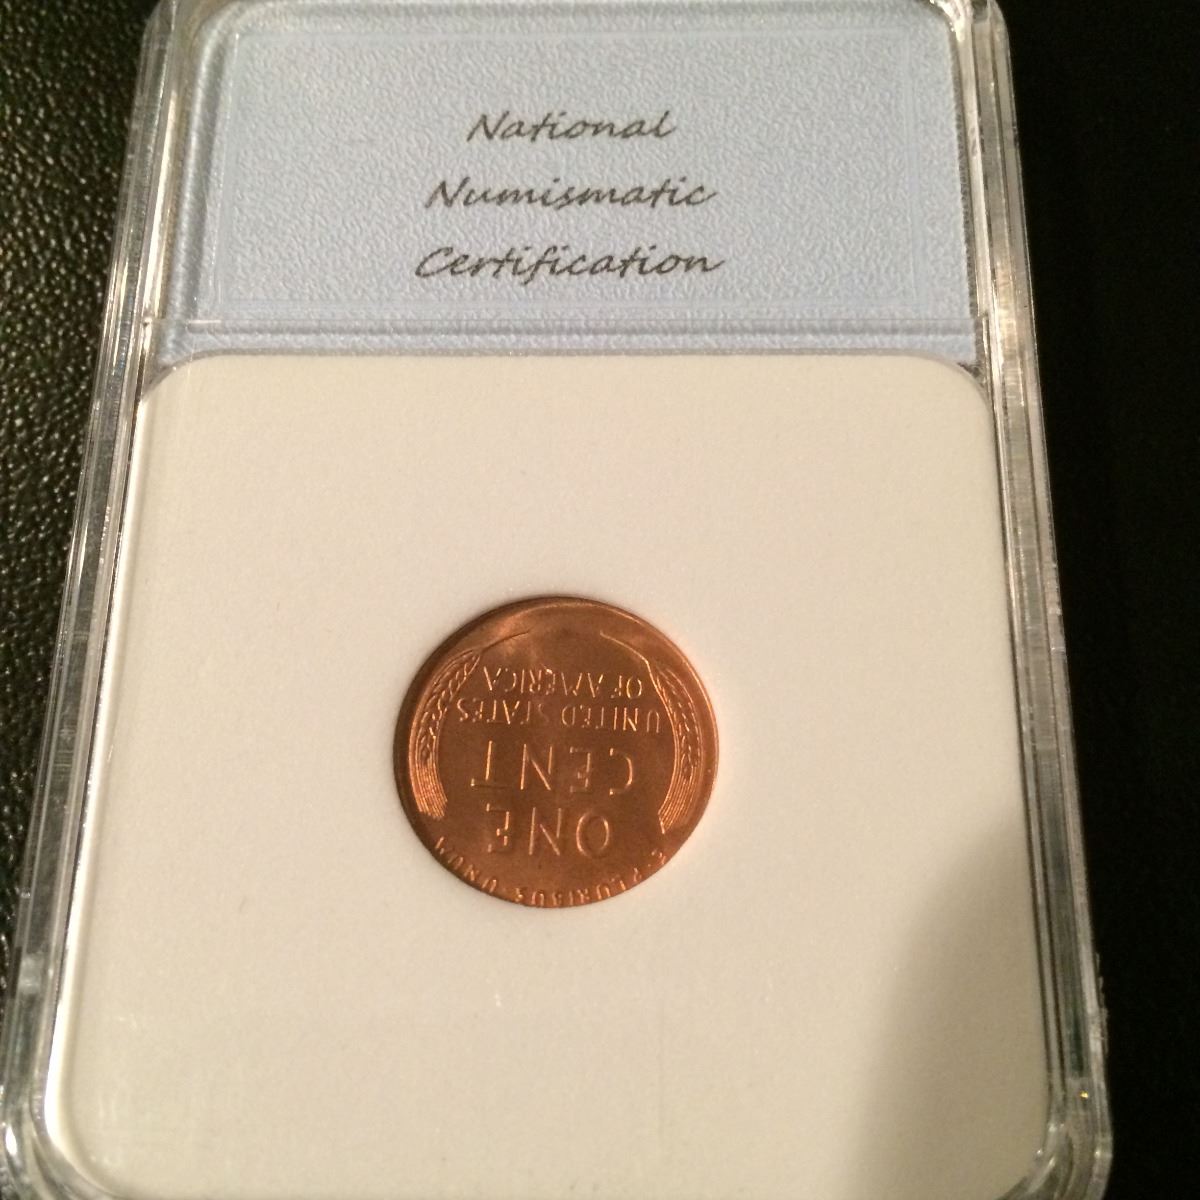 National
Numismatic
Certification
E·PLURIBUS·UNUM
ONE
CENT
UNITED STATES
OF AMERICA